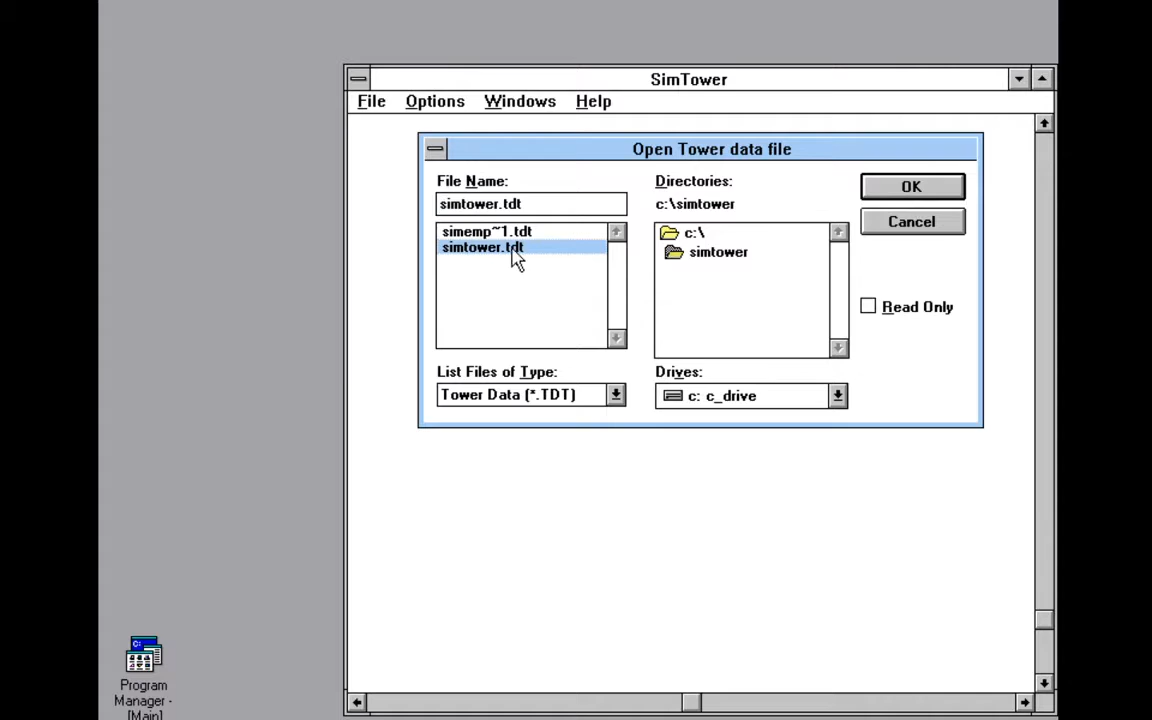 SimTower
File Options Windows Help
Open Tower data file
File Name:
simtower.tdt
simemp~1.tdt
simtower.tdt
List Files of Type:
Tower Data (*.TDT)
Directories:
c:\simtower
c:\
simtower
Drives:
c: c_drive
OK
Cancel
Read Only
C:\
Program
Manager -
[Main]